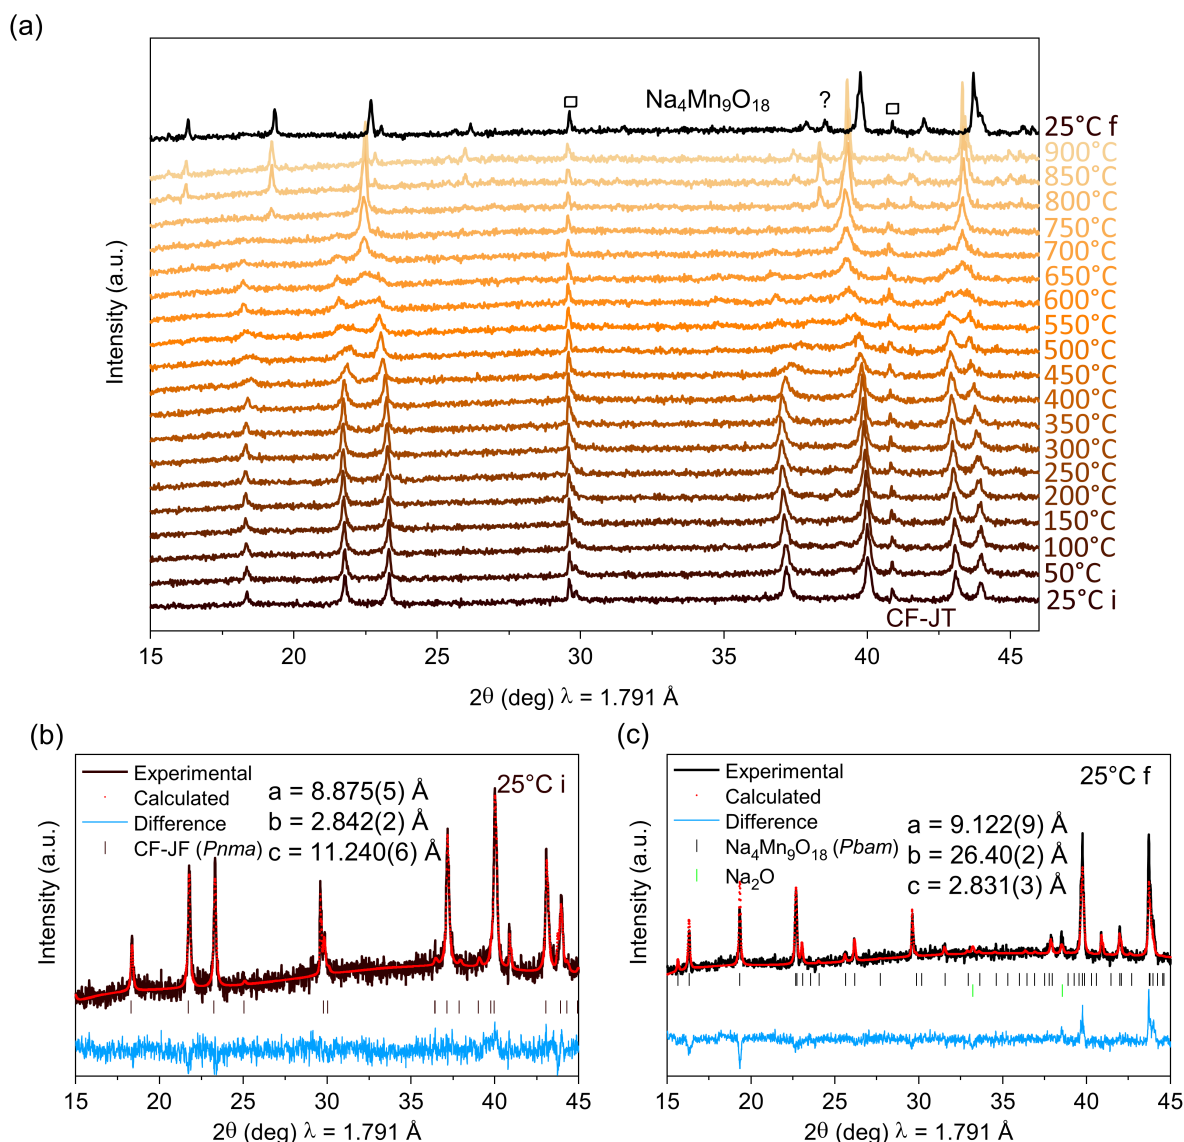 (a)
Intensity (a.u.)
Na₄Mn₉O₁₈
?
25°C f
900°C
850°C
800°C
750°C
700°C
650°C
600°C
550°C
500°C
450°C
400°C
350°C
300°C
250°C
200°C
150°C
100°C
50°C
25°C i
CF-JT
15 20 25 30 35 40 45
2θ (deg) λ = 1.791 Å
(b)
Intensity (a.u.)
Experimental
Calculated
Difference
CF-JF (Pnma)
a = 8.875(5) Å
b = 2.842(2) Å
c = 11.240(6) Å
25°C i
15 20 25 30 35 40 45
2θ (deg) λ = 1.791 Å
(c)
Intensity (a.u.)
Experimental
Calculated
Difference
Na₄Mn₉O₁₈ (Pbam)
Na₂O
a = 9.122(9) Å
b = 26.40(2) Å
c = 2.831(3) Å
25°C f
15 20 25 30 35 40 45
2θ (deg) λ = 1.791 Å